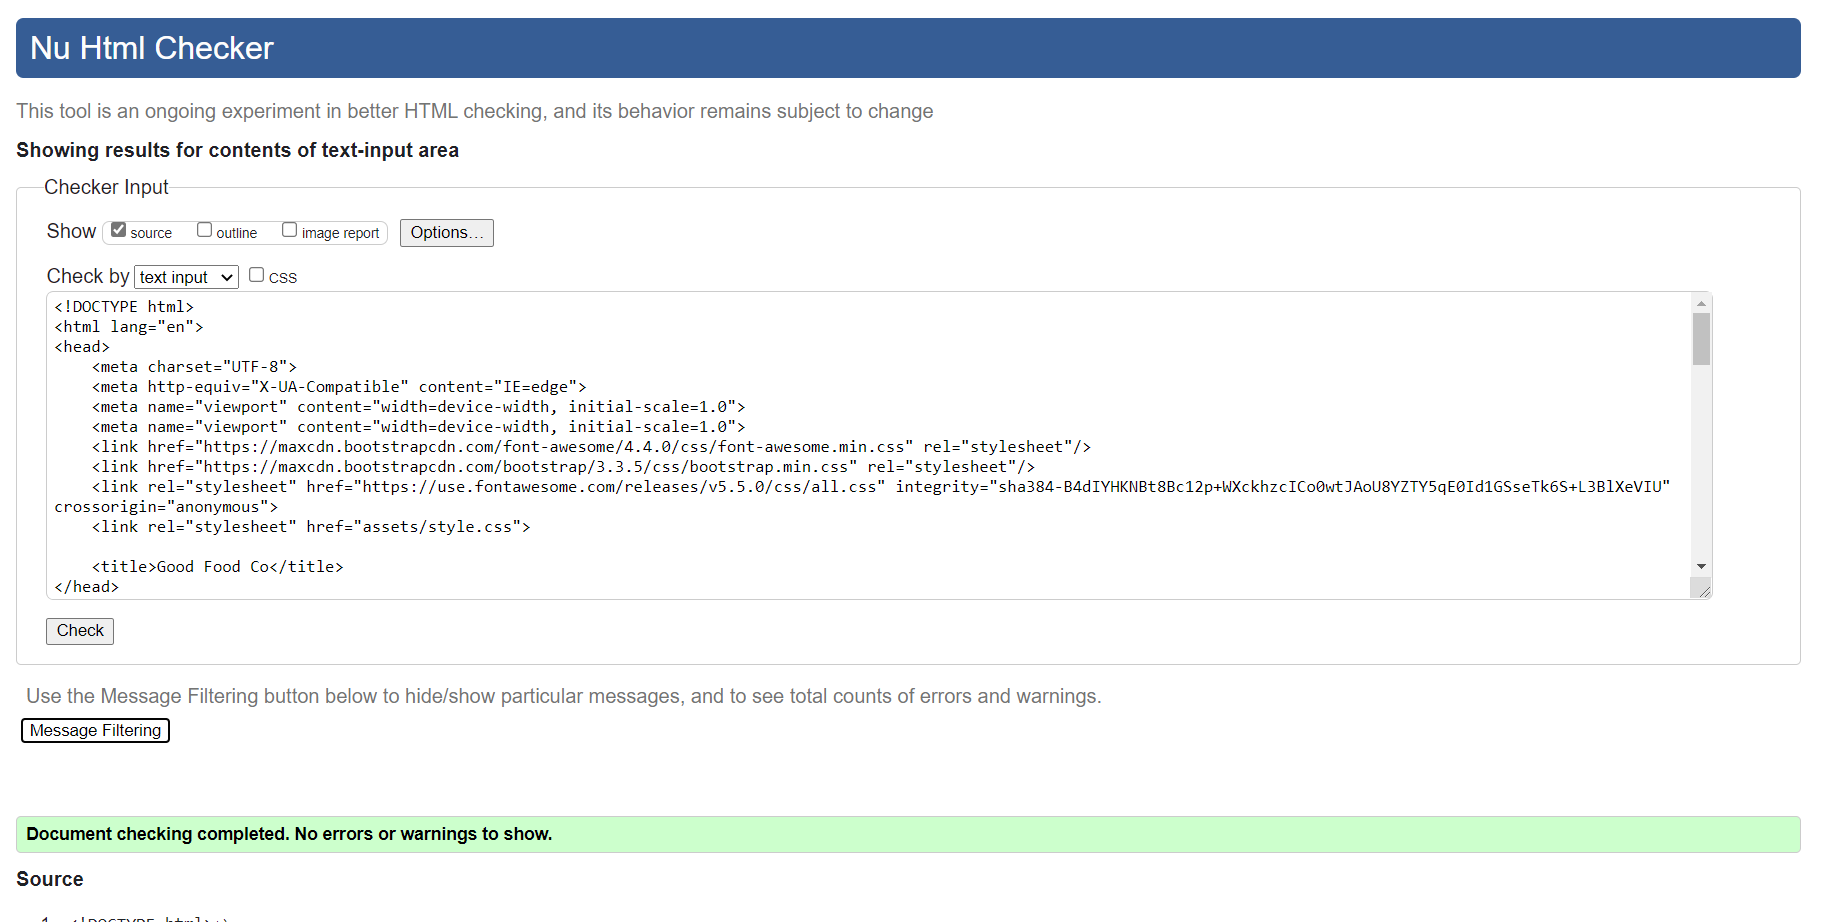 Nu Html Checker
This tool is an ongoing experiment in better HTML checking, and its behavior remains subject to change
Showing results for contents of text-input area
Checker Input
Show source outline image report Options...
Check by text input CSS
<!DOCTYPE html>
<html lang="en">
<head>
    <meta charset="UTF-8">
    <meta http-equiv="X-UA-Compatible" content="IE=edge">
    <meta name="viewport" content="width=device-width, initial-scale=1.0">
    <meta name="viewport" content="width=device-width, initial-scale=1.0">
    <link href="https://maxcdn.bootstrapcdn.com/font-awesome/4.4.0/css/font-awesome.min.css" rel="stylesheet"/>
    <link href="https://maxcdn.bootstrapcdn.com/bootstrap/3.3.5/css/bootstrap.min.css" rel="stylesheet"/>
    <link rel="stylesheet" href="https://use.fontawesome.com/releases/v5.5.0/css/all.css" integrity="sha384-B4dIYHKNBt8Bc12p+WXckhzcICo0wtJAoU8YZTY5qE0Id1GSseTk6S+L3BlXeVIU"
crossorigin="anonymous">
    <link rel="stylesheet" href="assets/style.css">
    <title>Good Food Co</title>
</head>
Check
Use the Message Filtering button below to hide/show particular messages, and to see total counts of errors and warnings.
Message Filtering
Document checking completed. No errors or warnings to show.
Source
1. <!DOCTYPE html>